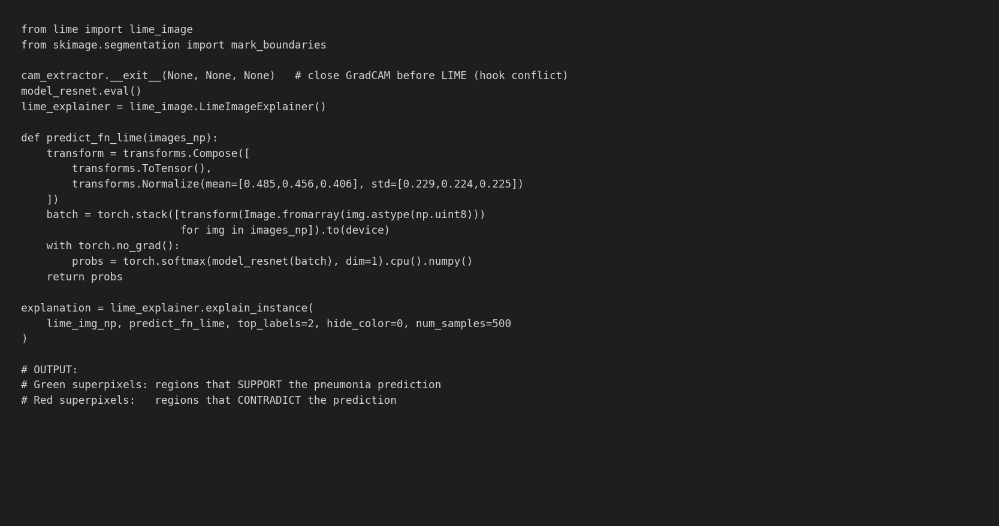 from lime import lime_image
from skimage.segmentation import mark_boundaries

cam_extractor.__exit__(None, None, None)   # close GradCAM before LIME (hook conflict)
model_resnet.eval()
lime_explainer = lime_image.LimeImageExplainer()

def predict_fn_lime(images_np):
    transform = transforms.Compose([
        transforms.ToTensor(),
        transforms.Normalize(mean=[0.485,0.456,0.406], std=[0.229,0.224,0.225])
    ])
    batch = torch.stack([transform(Image.fromarray(img.astype(np.uint8)))
                         for img in images_np]).to(device)
    with torch.no_grad():
        probs = torch.softmax(model_resnet(batch), dim=1).cpu().numpy()
    return probs

explanation = lime_explainer.explain_instance(
    lime_img_np, predict_fn_lime, top_labels=2, hide_color=0, num_samples=500
)

# OUTPUT:
# Green superpixels: regions that SUPPORT the pneumonia prediction
# Red superpixels:   regions that CONTRADICT the prediction